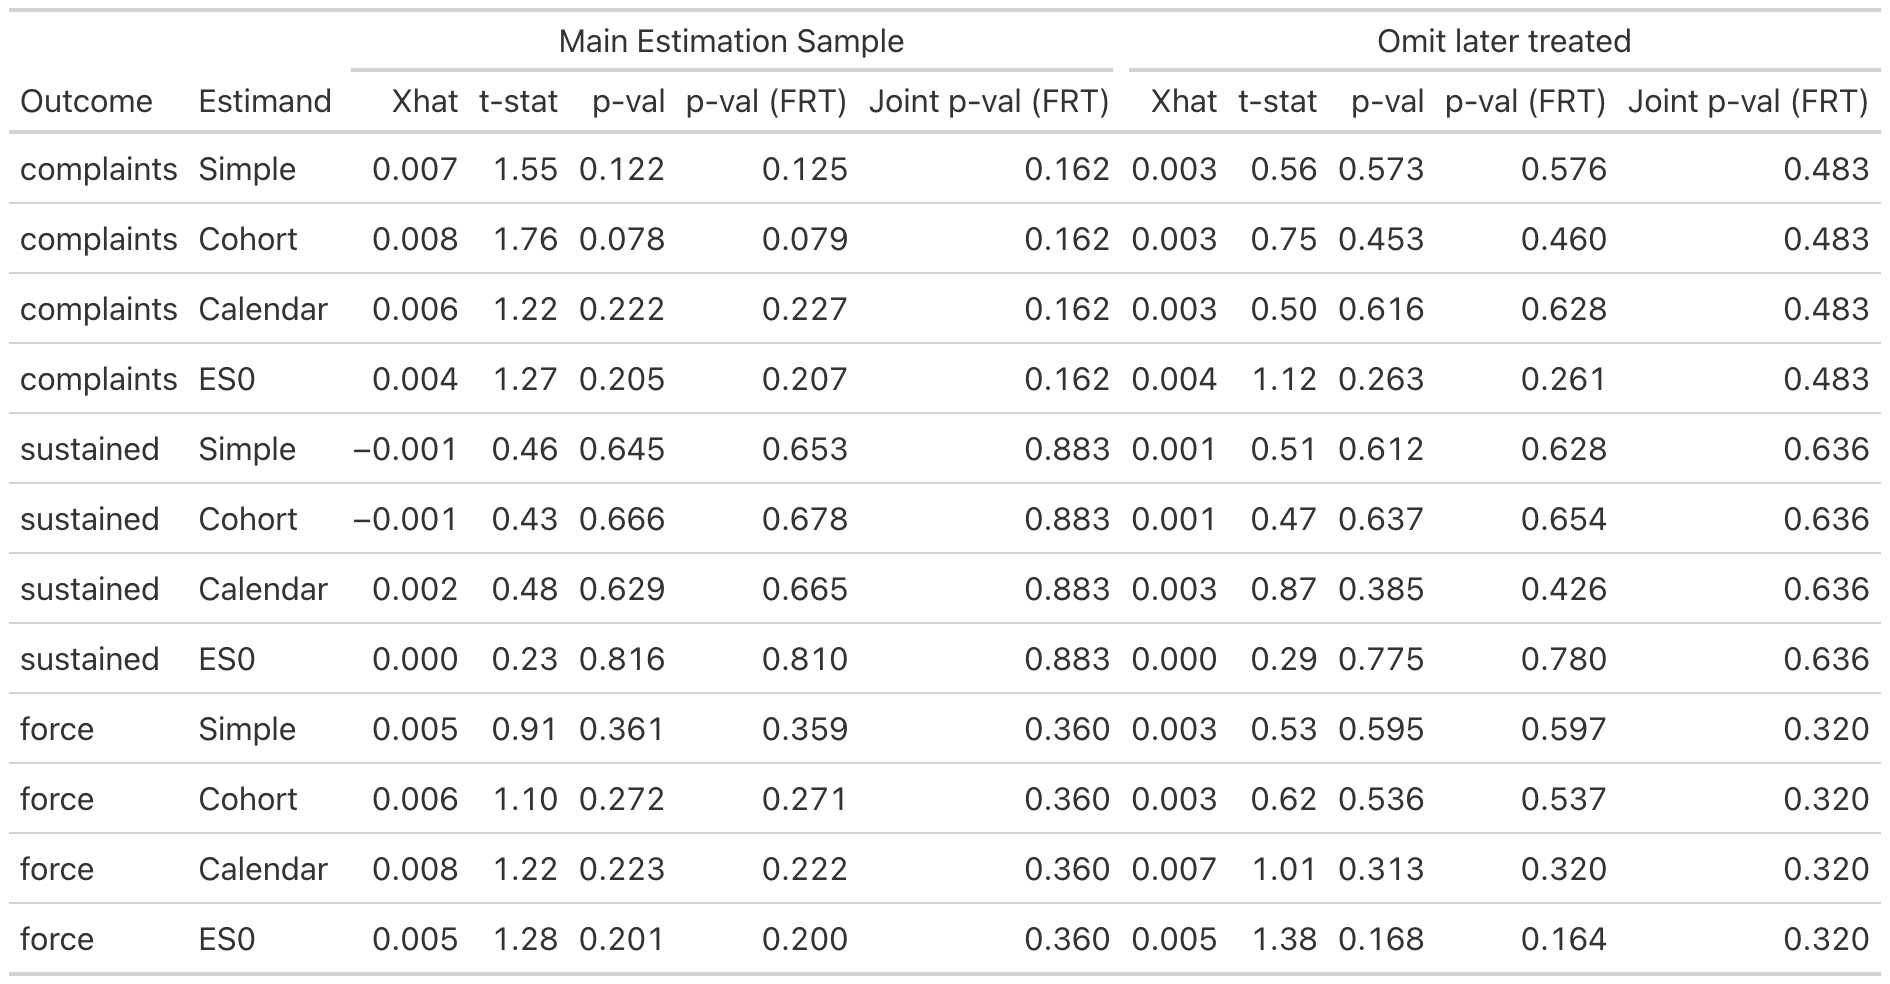 Main Estimation Sample Omit later treated
Outcome Estimand Xhat t-stat p-val p-val (FRT) Joint p-val (FRT) Xhat t-stat p-val p-val (FRT) Joint p-val (FRT)
complaints Simple 0.007 1.55 0.122 0.125 0.162 0.003 0.56 0.573 0.576 0.483
complaints Cohort 0.008 1.76 0.078 0.079 0.162 0.003 0.75 0.453 0.460 0.483
complaints Calendar 0.006 1.22 0.222 0.227 0.162 0.003 0.50 0.616 0.628 0.483
complaints ES0 0.004 1.27 0.205 0.207 0.162 0.004 1.12 0.263 0.261 0.483
sustained Simple −0.001 0.46 0.645 0.653 0.883 0.001 0.51 0.612 0.628 0.636
sustained Cohort −0.001 0.43 0.666 0.678 0.883 0.001 0.47 0.637 0.654 0.636
sustained Calendar 0.002 0.48 0.629 0.665 0.883 0.003 0.87 0.385 0.426 0.636
sustained ES0 0.000 0.23 0.816 0.810 0.883 0.000 0.29 0.775 0.780 0.636
force Simple 0.005 0.91 0.361 0.359 0.360 0.003 0.53 0.595 0.597 0.320
force Cohort 0.006 1.10 0.272 0.271 0.360 0.003 0.62 0.536 0.537 0.320
force Calendar 0.008 1.22 0.223 0.222 0.360 0.007 1.01 0.313 0.320 0.320
force ES0 0.005 1.28 0.201 0.200 0.360 0.005 1.38 0.168 0.164 0.320